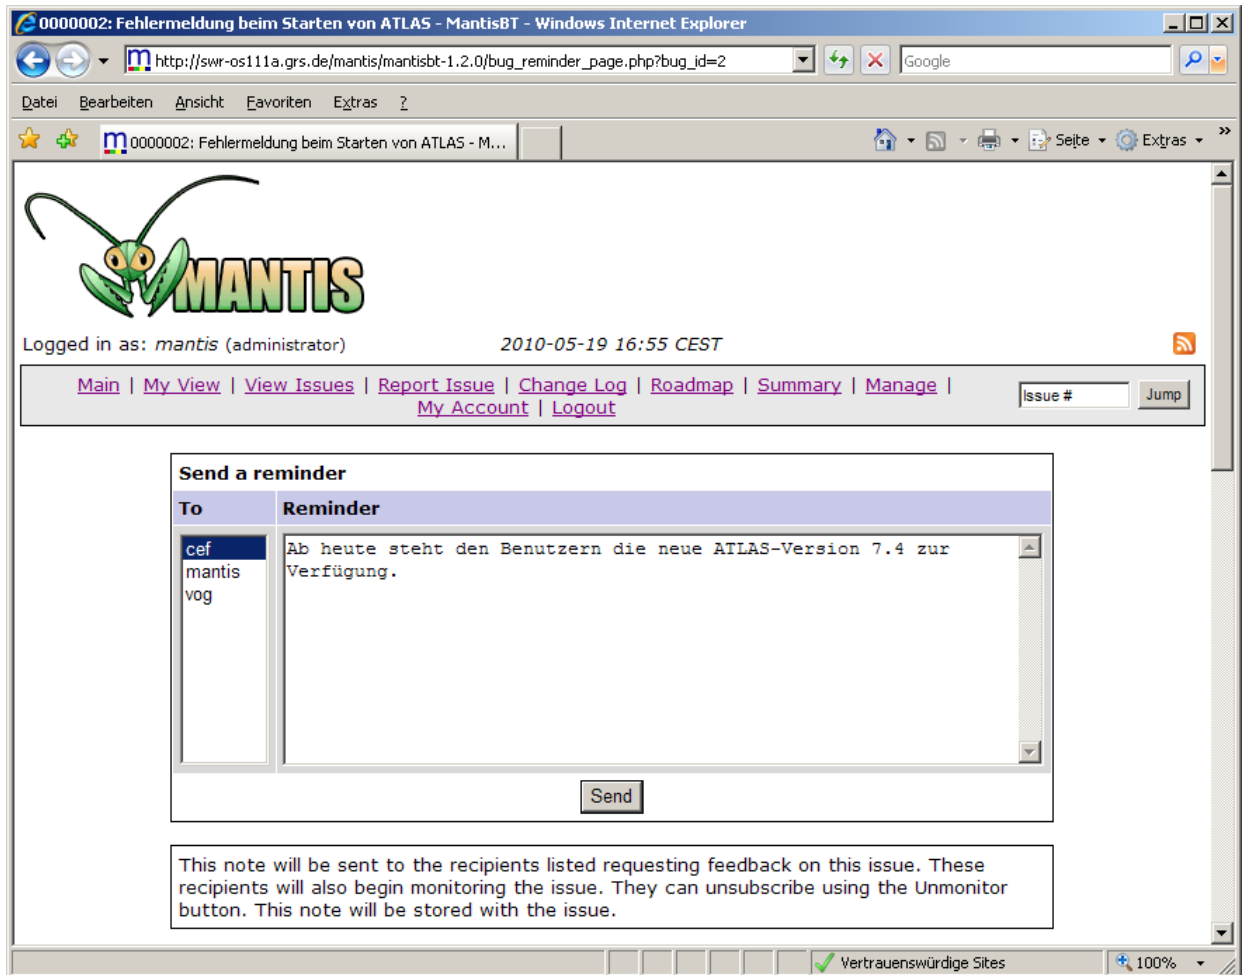 0000002: Fehlermeldung beim Starten von ATLAS - MantisBT - Windows Internet Explorer
http://swr-os111a.grs.de/mantis/mantisbt-1.2.0/bug_reminder_page.php?bug_id=2
Google
Datei Bearbeiten Ansicht Favoriten Extras ?
0000002: Fehlermeldung beim Starten von ATLAS - M...
Seite Extras »
MANTIS
Logged in as: mantis (administrator) 2010-05-19 16:55 CEST
Main | My View | View Issues | Report Issue | Change Log | Roadmap | Summary | Manage |
My Account | Logout
Issue # Jump
Send a reminder
To Reminder
cef
mantis
vog
Ab heute steht den Benutzern die neue ATLAS-Version 7.4 zur
Verfügung.
Send
This note will be sent to the recipients listed requesting feedback on this issue. These
recipients will also begin monitoring the issue. They can unsubscribe using the Unmonitor
button. This note will be stored with the issue.
Vertrauenswürdige Sites 100%